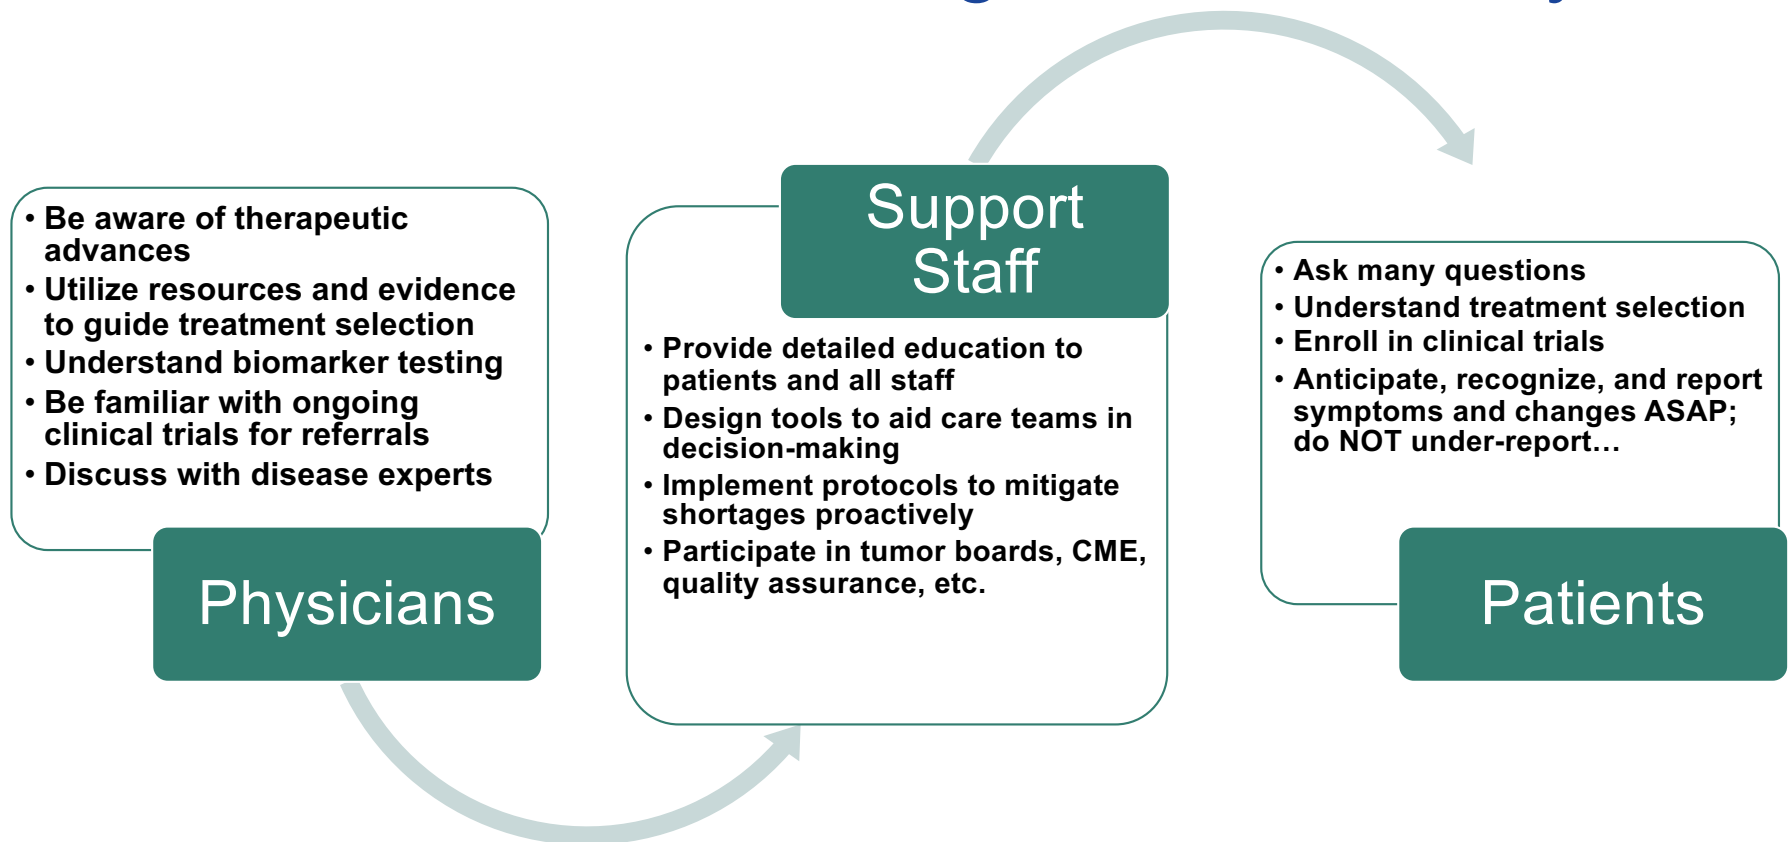 • Be aware of therapeutic
advances
• Utilize resources and evidence
to guide treatment selection
• Understand biomarker testing
• Be familiar with ongoing
clinical trials for referrals
• Discuss with disease experts
Physicians
Support
Staff
• Provide detailed education to
patients and all staff
• Design tools to aid care teams in
decision-making
• Implement protocols to mitigate
shortages proactively
• Participate in tumor boards, CME,
quality assurance, etc.
• Ask many questions
• Understand treatment selection
• Enroll in clinical trials
• Anticipate, recognize, and report
symptoms and changes ASAP;
do NOT under-report…
Patients